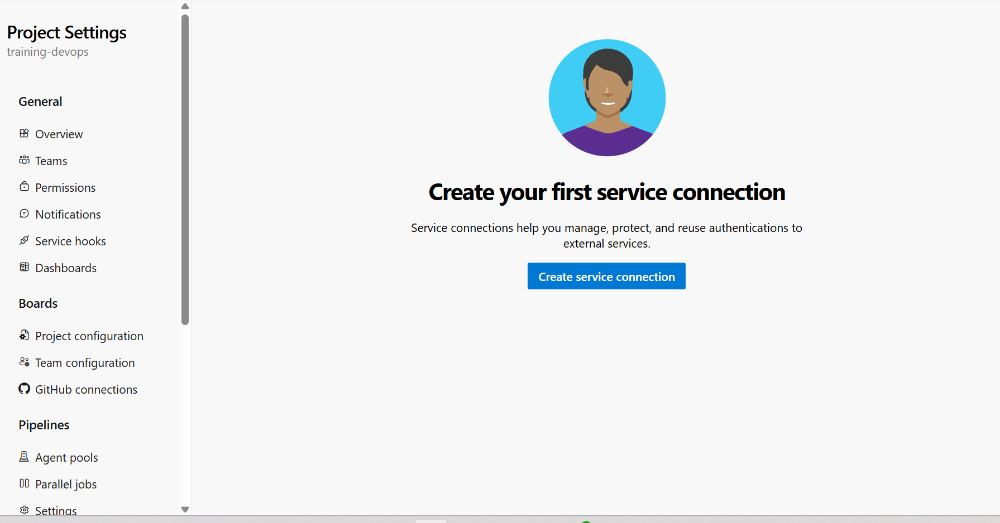 Project Settings
training-devops
General
Overview
Teams
Permissions
Notifications
Service hooks
Dashboards
Boards
Project configuration
Team configuration
GitHub connections
Pipelines
Agent pools
Parallel jobs
Settings
Create your first service connection
Service connections help you manage, protect, and reuse authentications to
external services.
Create service connection